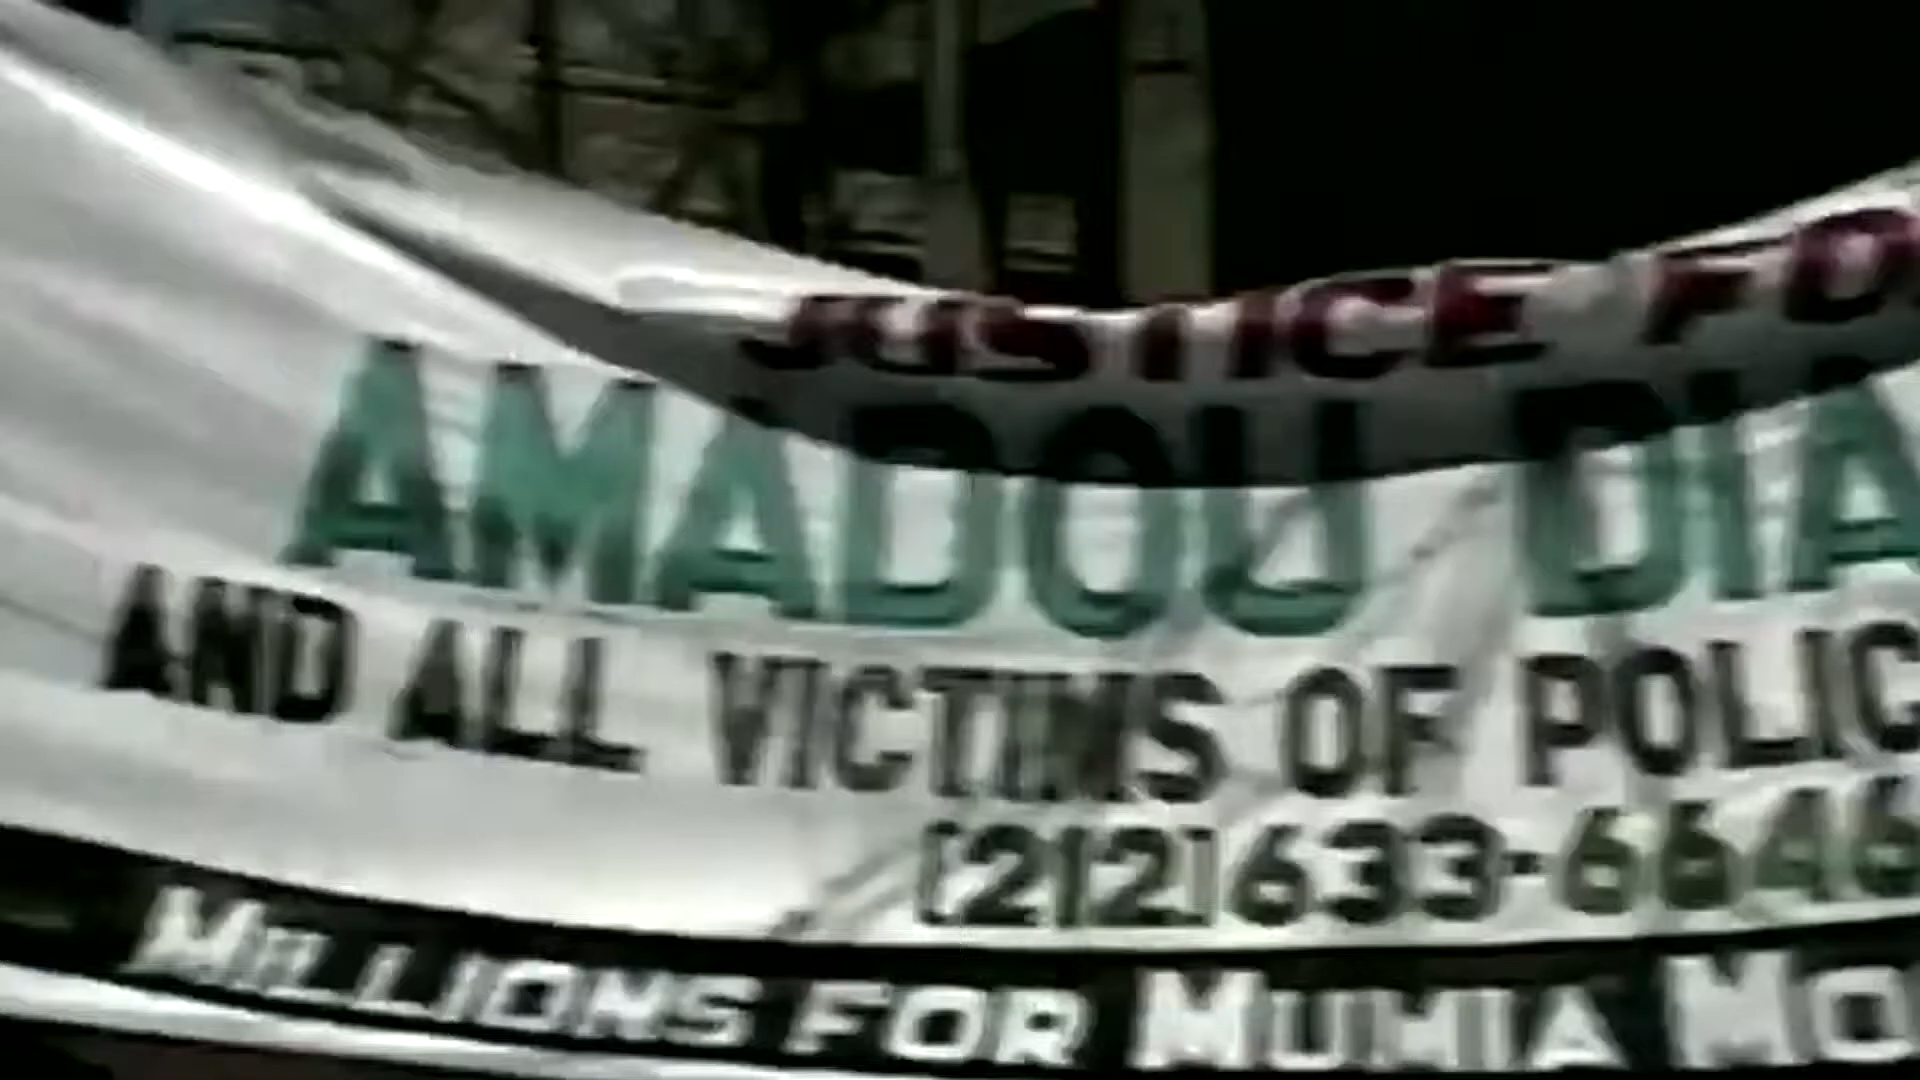 JUSTICE FO
AMADOU DIA
AND ALL VICTIMS OF POLIC
[212]633-6646
MILLIONS FOR MUMIA MO